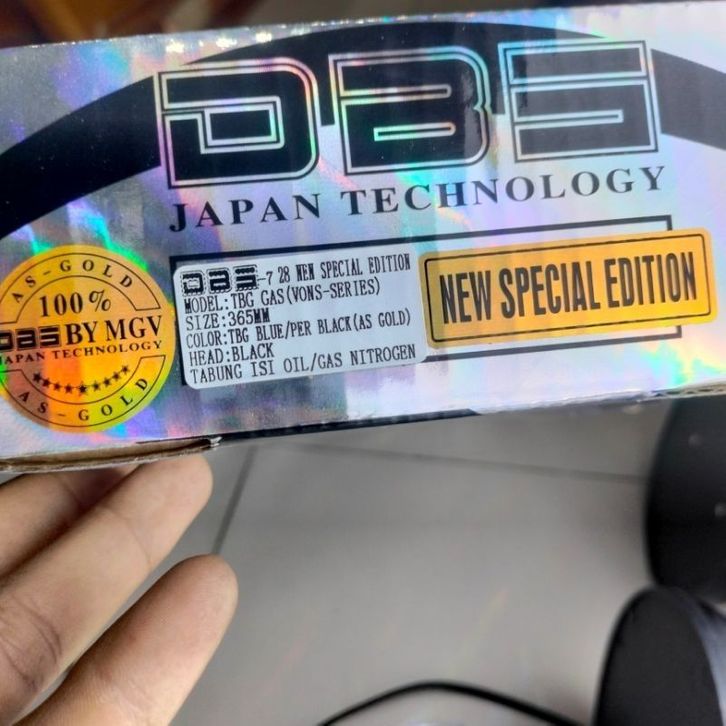 DBS
JAPAN TECHNOLOGY
AS-GOLD
100%
DBS BY MGV
JAPAN TECHNOLOGY
AS-GOLD
DBS-7 28 NEW SPECIAL EDITION
MODEL:TBG GAS(VONS-SERIES)
SIZE:365MM
COLOR:TBG BLUE/PER BLACK(AS GOLD)
HEAD:BLACK
TABUNG ISI OIL/GAS NITROGEN
NEW SPECIAL EDITION